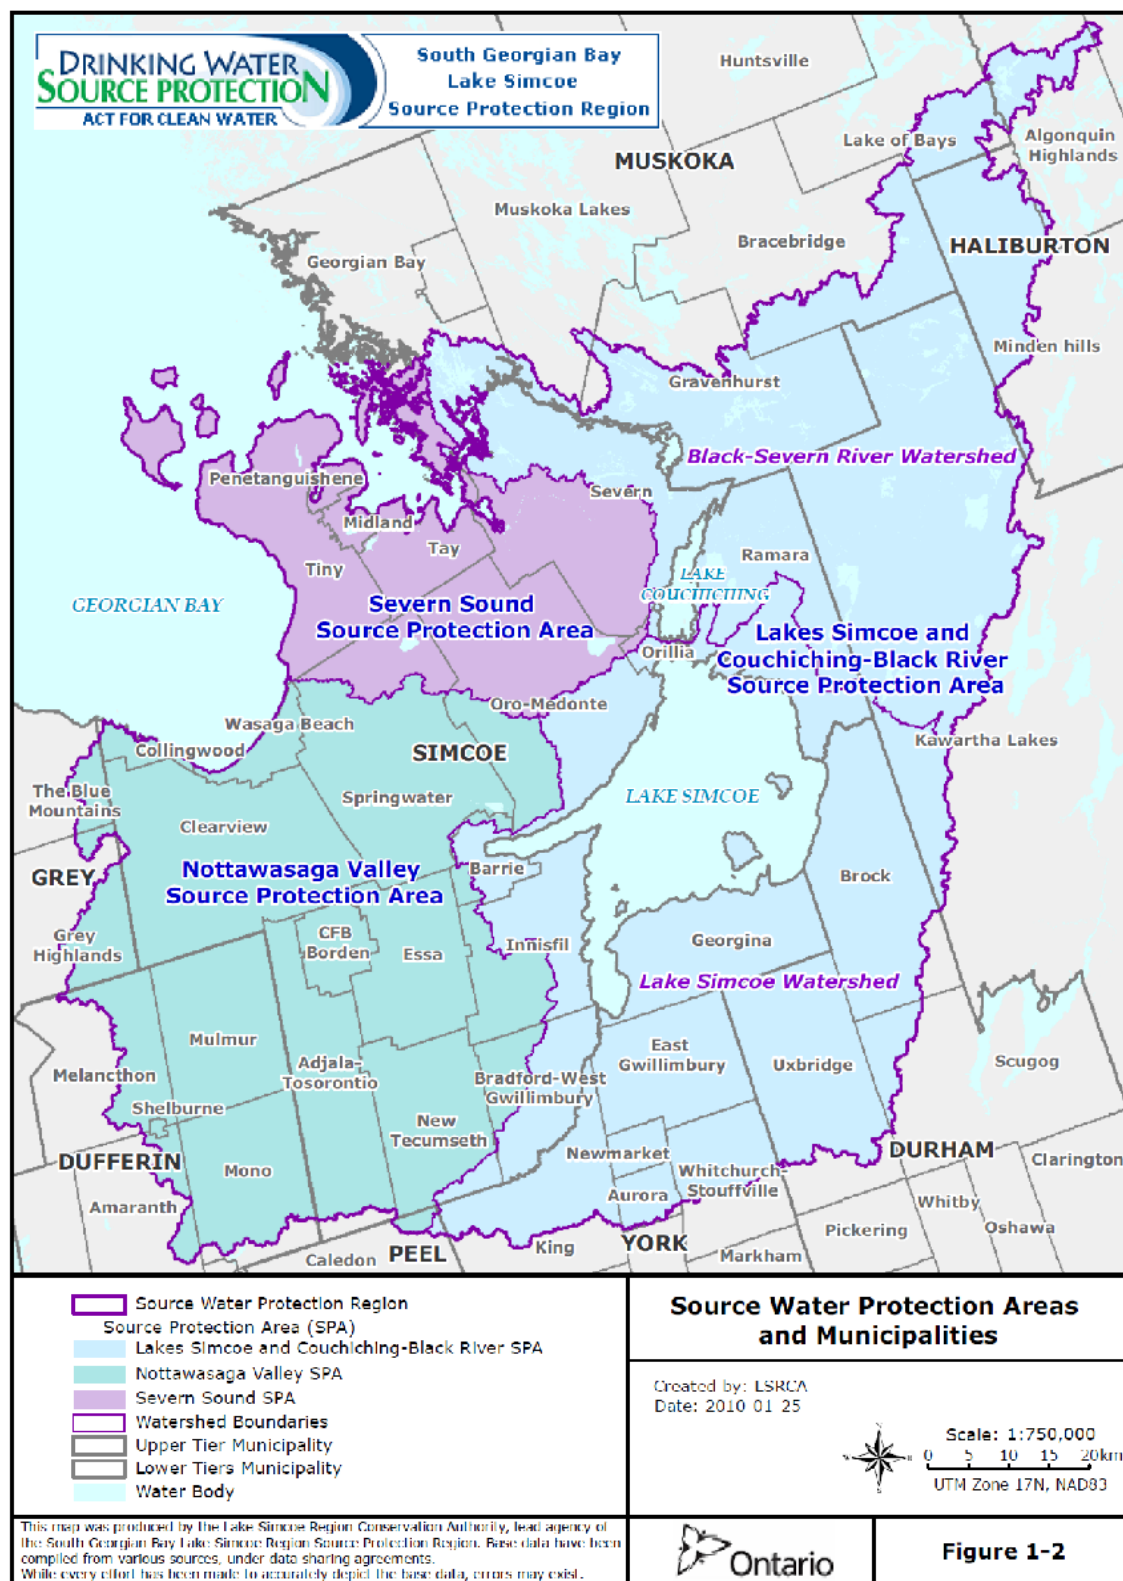 DRINKING WATER
SOURCE PROTECTION
ACT FOR CLEAN WATER
South Georgian Bay
Lake Simcoe
Source Protection Region
Huntsville
Lake of Bays
Algonquin
Highlands
MUSKOKA
Muskoka Lakes
Bracebridge
HALIBURTON
Georgian Bay
Minden hills
Gravenhurst
Black-Severn River Watershed
Penetanguishene
Severn
Midland
Tay
Ramara
Tiny
LAKE
COUCHICHING
GEORGIAN BAY
Severn Sound
Source Protection Area
Lakes Simcoe and
Couchiching-Black River
Source Protection Area
Orillia
Oro-Medonte
Wasaga Beach
Collingwood
SIMCOE
Kawartha Lakes
The Blue
Mountains
Springwater
LAKE SIMCOE
Clearview
GREY
Nottawasaga Valley
Source Protection Area
Barrie
Brock
Grey
Highlands
CFB
Borden
Essa
Innisfil
Georgina
Lake Simcoe Watershed
Mulmur
East
Gwillimbury
Uxbridge
Scugog
Melancthon
Adjala-
Tosorontio
Bradford-West
Gwillimbury
Shelburne
New
Tecumseth
DUFFERIN
Mono
Newmarket
Whitchurch-
Stouffville
DURHAM
Clarington
Amaranth
Aurora
Whitby
Oshawa
Pickering
Caledon
PEEL
King
YORK
Markham
Source Water Protection Region
Source Protection Area (SPA)
Lakes Simcoe and Couchiching-Black River SPA
Nottawasaga Valley SPA
Severn Sound SPA
Watershed Boundaries
Upper Tier Municipality
Lower Tiers Municipality
Water Body
Source Water Protection Areas
and Municipalities
Created by: LSRCA
Date: 2010-01-25
Scale: 1:750,000
0 5 10 15 20km
UTM Zone 17N, NAD83
This map was produced by the Lake Simcoe Region Conservation Authority, lead agency of
the South Georgian Bay Lake Simcoe Region Source Protection Region. Base data have been
compiled from various sources, under data sharing agreements.
While every effort has been made to accurately depict the base data, errors may exist.
Ontario
Figure 1-2